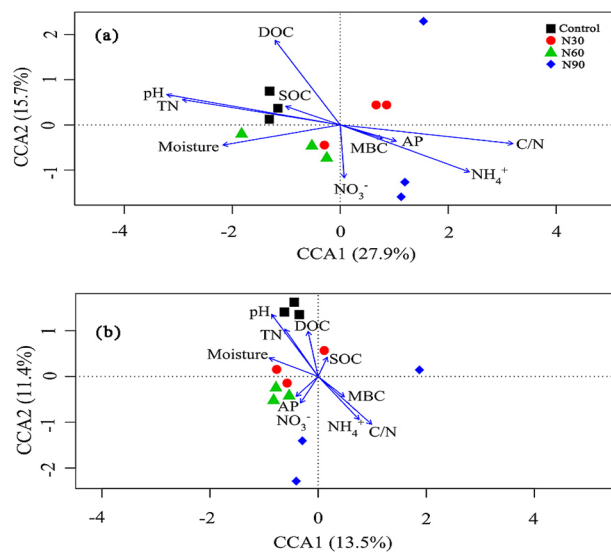 (a)
Control
N30
N60
N90
DOC
pH
TN
SOC
Moisture
MBC
AP
C/N
NH4+
NO3-
2
1
0
-1
-4
-2
0
2
4
CCA2 (15.7%)
CCA1 (27.9%)
(b)
pH
DOC
TN
SOC
Moisture
MBC
AP
NO3-
NH4+
C/N
1
0
-1
-2
-4
-2
0
2
4
CCA2 (11.4%)
CCA1 (13.5%)